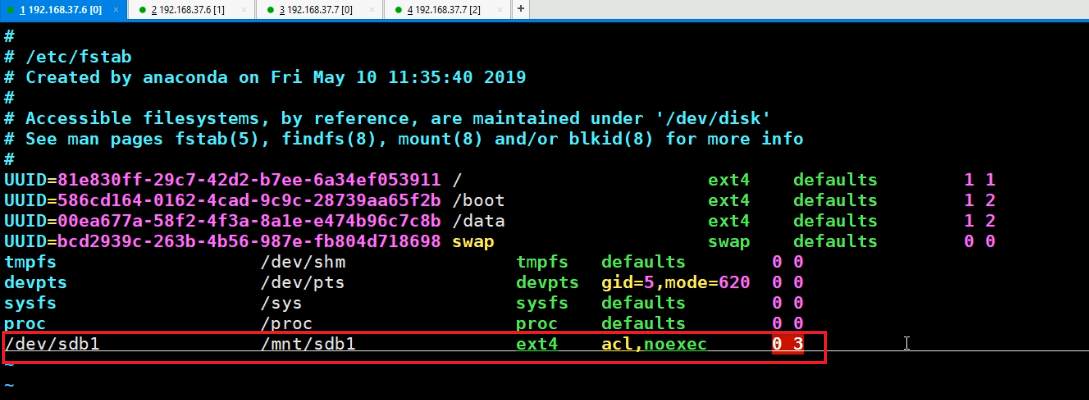 1 192.168.37.6 [0] × 2 192.168.37.6 [1] × 3 192.168.37.7 [0] × 4 192.168.37.7 [2] × +
#
# /etc/fstab
# Created by anaconda on Fri May 10 11:35:40 2019
#
# Accessible filesystems, by reference, are maintained under '/dev/disk'
# See man pages fstab(5), findfs(8), mount(8) and/or blkid(8) for more info
#
UUID=81e830ff-29c7-42d2-b7ee-6a34ef053911 / ext4 defaults 1 1
UUID=586cd164-0162-4cad-9c9c-28739aa65f2b /boot ext4 defaults 1 2
UUID=00ea677a-58f2-4f3a-8a1e-e474b96c7c8b /data ext4 defaults 1 2
UUID=bcd2939c-263b-4b56-987e-fb804d718698 swap swap defaults 0 0
tmpfs /dev/shm tmpfs defaults 0 0
devpts /dev/pts devpts gid=5,mode=620 0 0
sysfs /sys sysfs defaults 0 0
proc /proc proc defaults 0 0
/dev/sdb1 /mnt/sdb1 ext4 acl,noexec 0 3
~
~